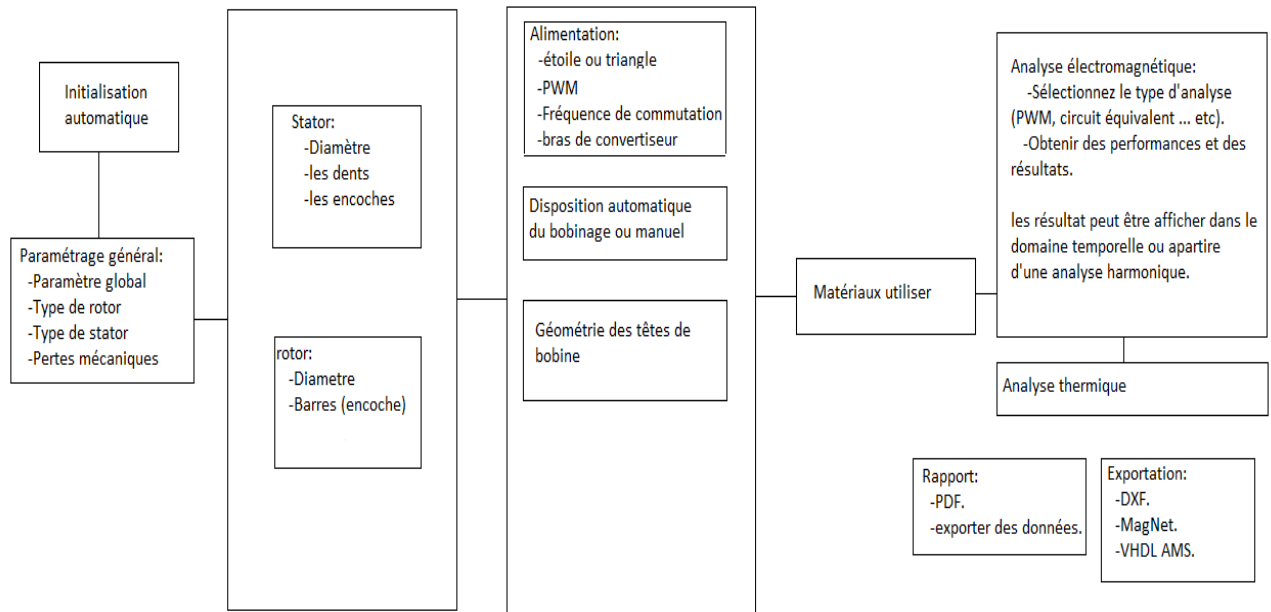 Initialisation
automatique
Paramétrage général:
-Paramètre global
-Type de rotor
-Type de stator
-Pertes mécaniques
Stator:
-Diamètre
-les dents
-les encoches
rotor:
-Diametre
-Barres (encoche)
Alimentation:
-étoile ou triangle
-PWM
-Fréquence de commutation
-bras de convertiseur
Disposition automatique
du bobinage ou manuel
Géométrie des têtes de
bobine
Matériaux utiliser
Analyse électromagnétique:
-Sélectionnez le type d'analyse
(PWM, circuit équivalent ... etc).
-Obtenir des performances et des
résultats.
les résultat peut être afficher dans le
domaine temporelle ou apartire
d'une analyse harmonique.
Analyse thermique
Rapport:
-PDF.
-exporter des données.
Exportation:
-DXF.
-MagNet.
-VHDL AMS.